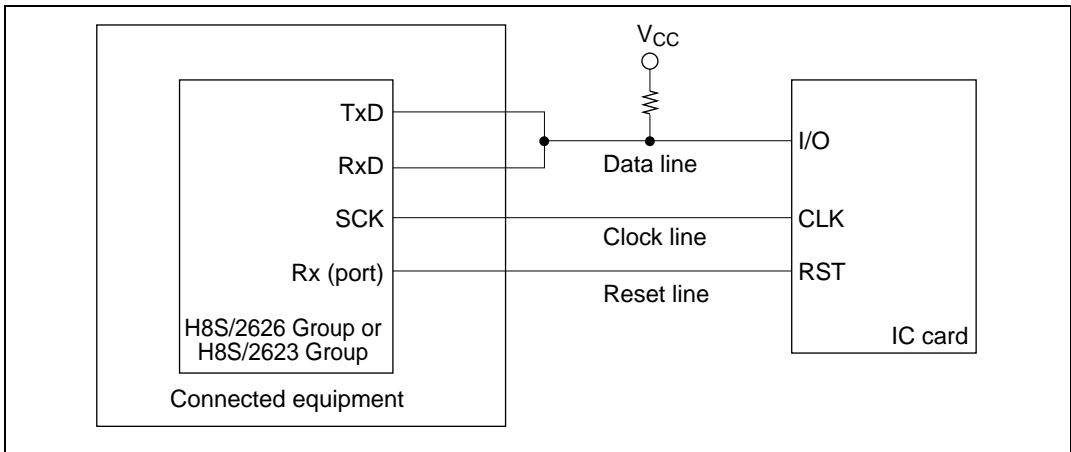 VCC
TxD
RxD
SCK
Rx (port)
H8S/2626 Group or
H8S/2623 Group
Connected equipment
Data line
Clock line
Reset line
I/O
CLK
RST
IC card